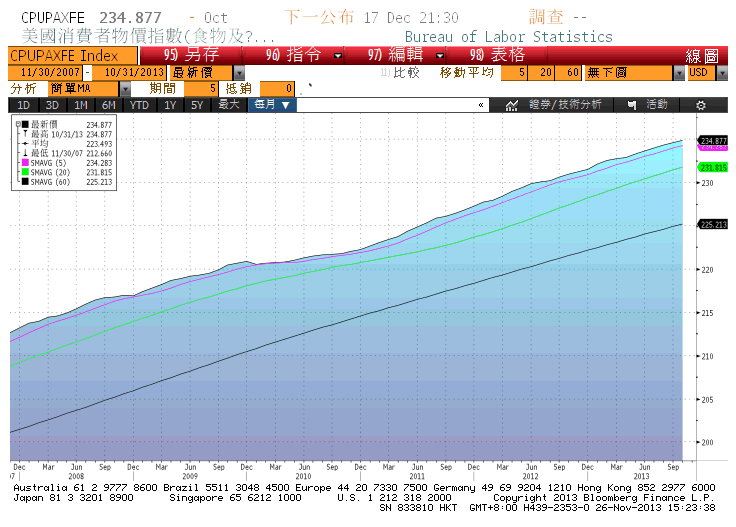 CPUPAXFE 234.877 - Oct 下一公布 17 Dec 21:30 調查 --
美國消費者物價指數(食物及?... Bureau of Labor Statistics
CPUPAXFE Index 95) 另存 96) 指令 97) 編輯 98) 表格 線圖
11/30/2007 - 10/31/2013 最新價 比較 移動平均 5 20 60 無下圖 USD
分析 簡單MA 期間 5 抵銷 0
1D 3D 1M 6M YTD 1Y 5Y 最大 每月 ▼ « 證券/技術分析 活動
最新價 234.877
最高 10/31/13 234.877
平均 223.493
最低 11/30/07 212.660
SMAVG (5) 234.283
SMAVG (20) 231.815
SMAVG (60) 225.213
234.877
231.815
230
225.213
220
215
210
205
200
Dec Mar Jun Sep Dec Mar Jun Sep Dec Mar Jun Sep Dec Mar Jun Sep Dec Mar Jun Sep Dec Mar Jun Sep
2008 2009 2010 2011 2012 2013
Australia 61 2 9777 8600 Brazil 5511 3048 4500 Europe 44 20 7330 7500 Germany 49 69 9204 1210 Hong Kong 852 2977 6000
Japan 81 3 3201 8900 Singapore 65 6212 1000 U.S. 1 212 318 2000 Copyright 2013 Bloomberg Finance L.P.
SN 833810 HKT GMT+8:00 H439-2353-0 26-Nov-2013 15:23:38